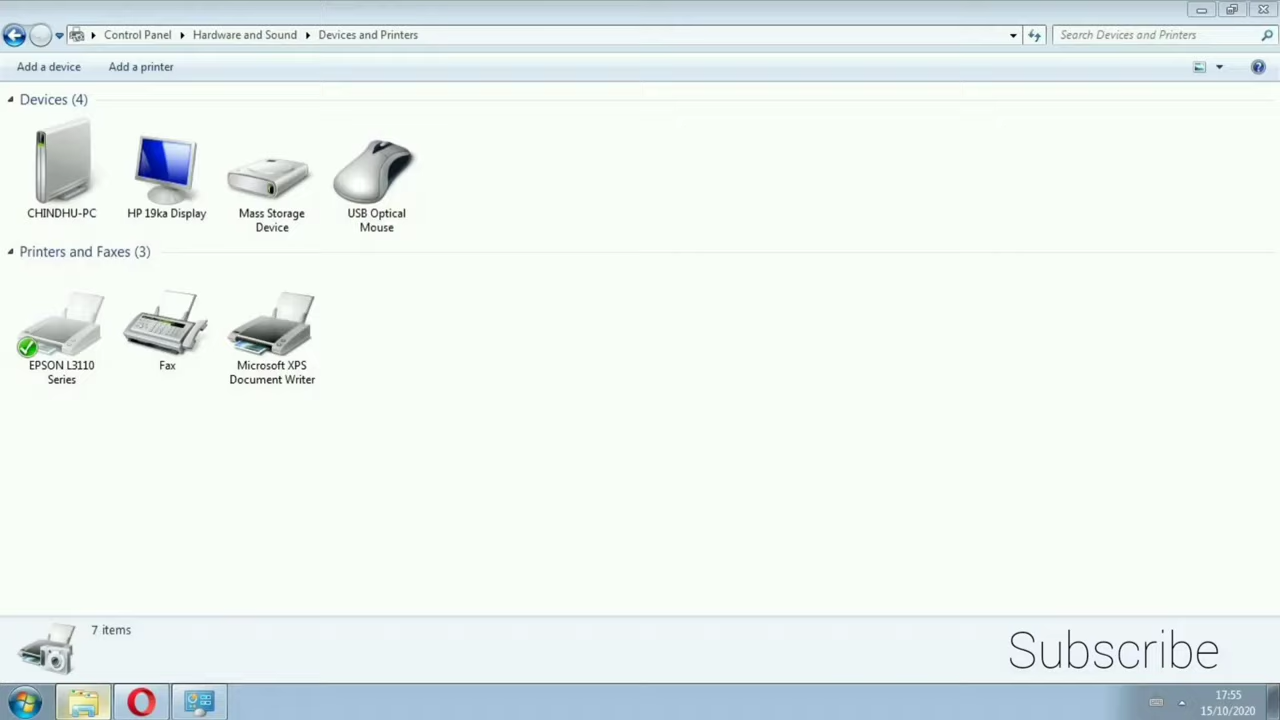 Control Panel
Hardware and Sound
Devices and Printers
Search Devices and Printers
Add a device
Add a printer
Devices (4)
CHINDHU-PC
HP 19ka Display
Mass Storage
Device
USB Optical
Mouse
Printers and Faxes (3)
EPSON L3110
Series
Fax
Microsoft XPS
Document Writer
7 items
Subscribe
17:55
15/10/2020